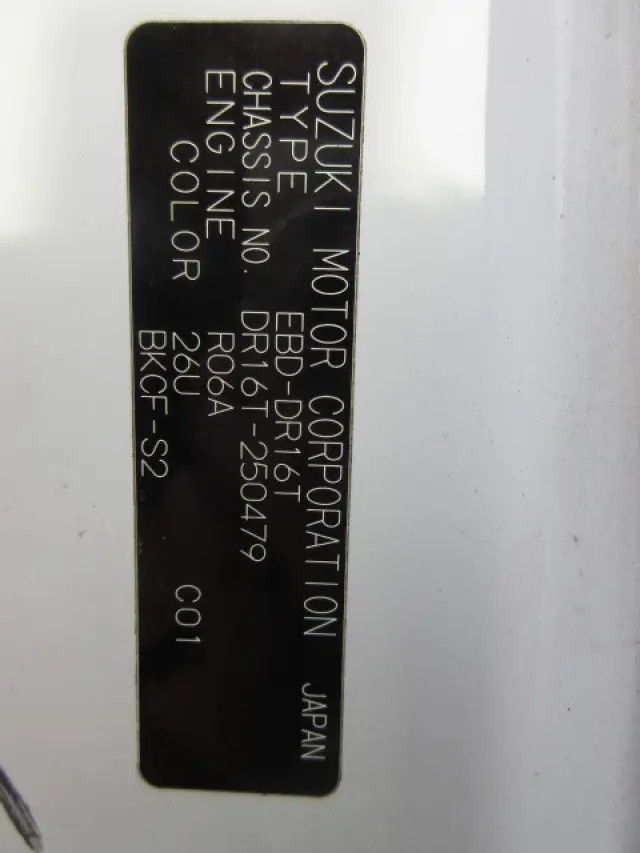 SUZUKI MOTOR CORPORATION JAPAN
TYPE EBD-DR16T
CHASSIS NO. DR16T-250479
ENGINE R06A
COLOR 26U C01
BKCF-S2